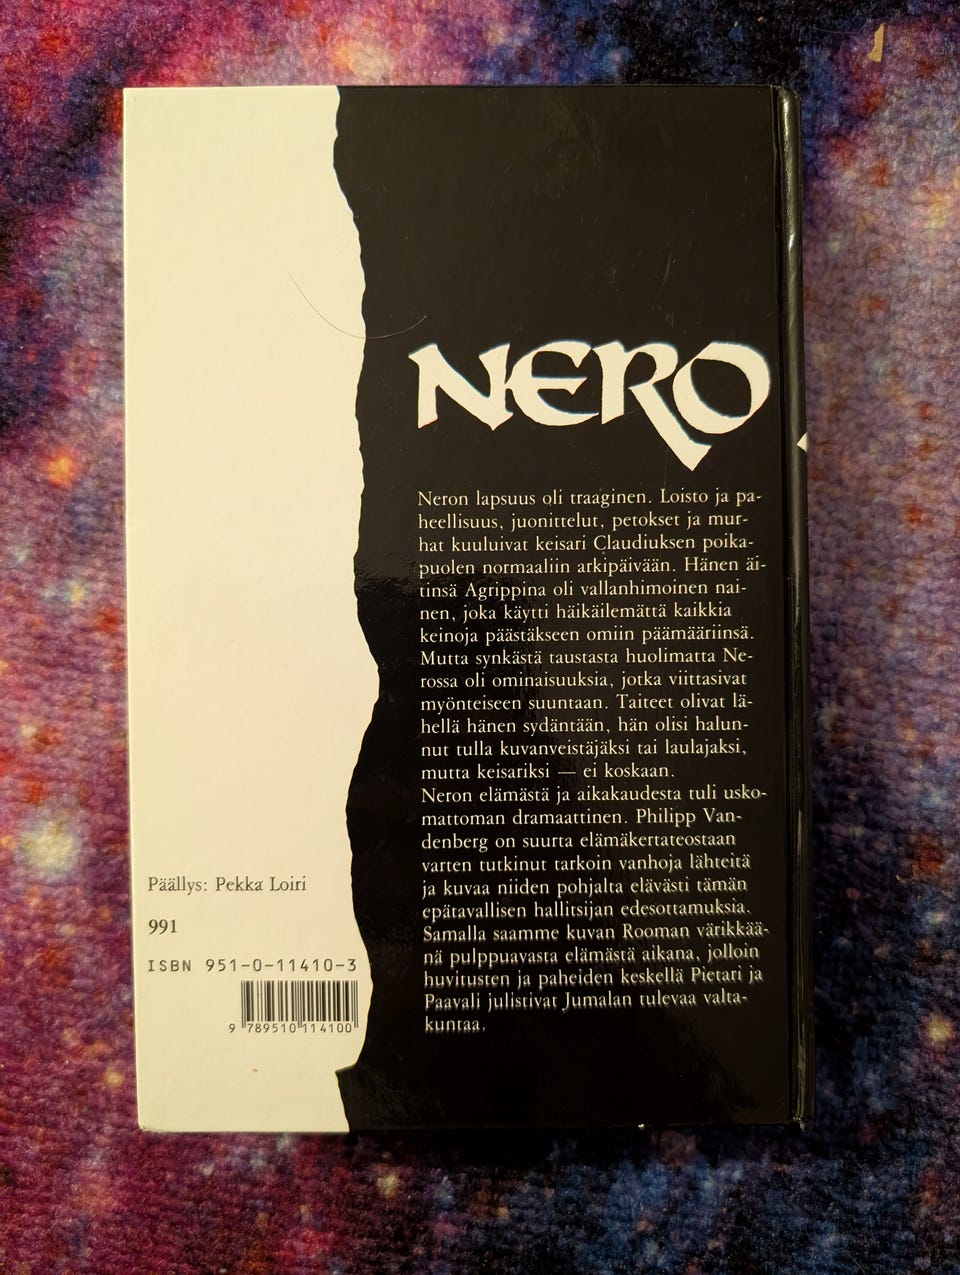 NERO
Neron lapsuus oli traaginen. Loisto ja pa-
heellisuus, juonittelut, petokset ja mur-
hat kuuluivat keisari Claudiuksen poika-
puolen normaaliin arkipäivään. Hänen äi-
tinsä Agrippina oli vallanhimoinen nai-
nen, joka käytti häikäilemättä kaikkia
keinoja päästäkseen omiin päämääriinsä.
Mutta synkästä taustasta huolimatta Ne-
rossa oli ominaisuuksia, jotka viittasivat
myönteiseen suuntaan. Taiteet olivat lä-
hellä hänen sydäntään, hän olisi halun-
nut tulla kuvanveistäjäksi tai laulajaksi,
mutta keisariksi — ei koskaan.
Neron elämästä ja aikakaudesta tuli usko-
mattoman dramaattinen. Philipp Van-
denberg on suurta elämäkertateostaan
varten tutkinut tarkoin vanhoja lähteitä
ja kuvaa niiden pohjalta elävästi tämän
epätavallisen hallitsijan edesottamuksia.
Samalla saamme kuvan Rooman värikkää-
nä pulppuavasta elämästä aikana, jolloin
huvitusten ja paheiden keskellä Pietari ja
Paavali julistivat Jumalan tulevaa valta-
kuntaa.
Päällys: Pekka Loiri
991
ISBN 951-0-11410-3
9 789510 114100